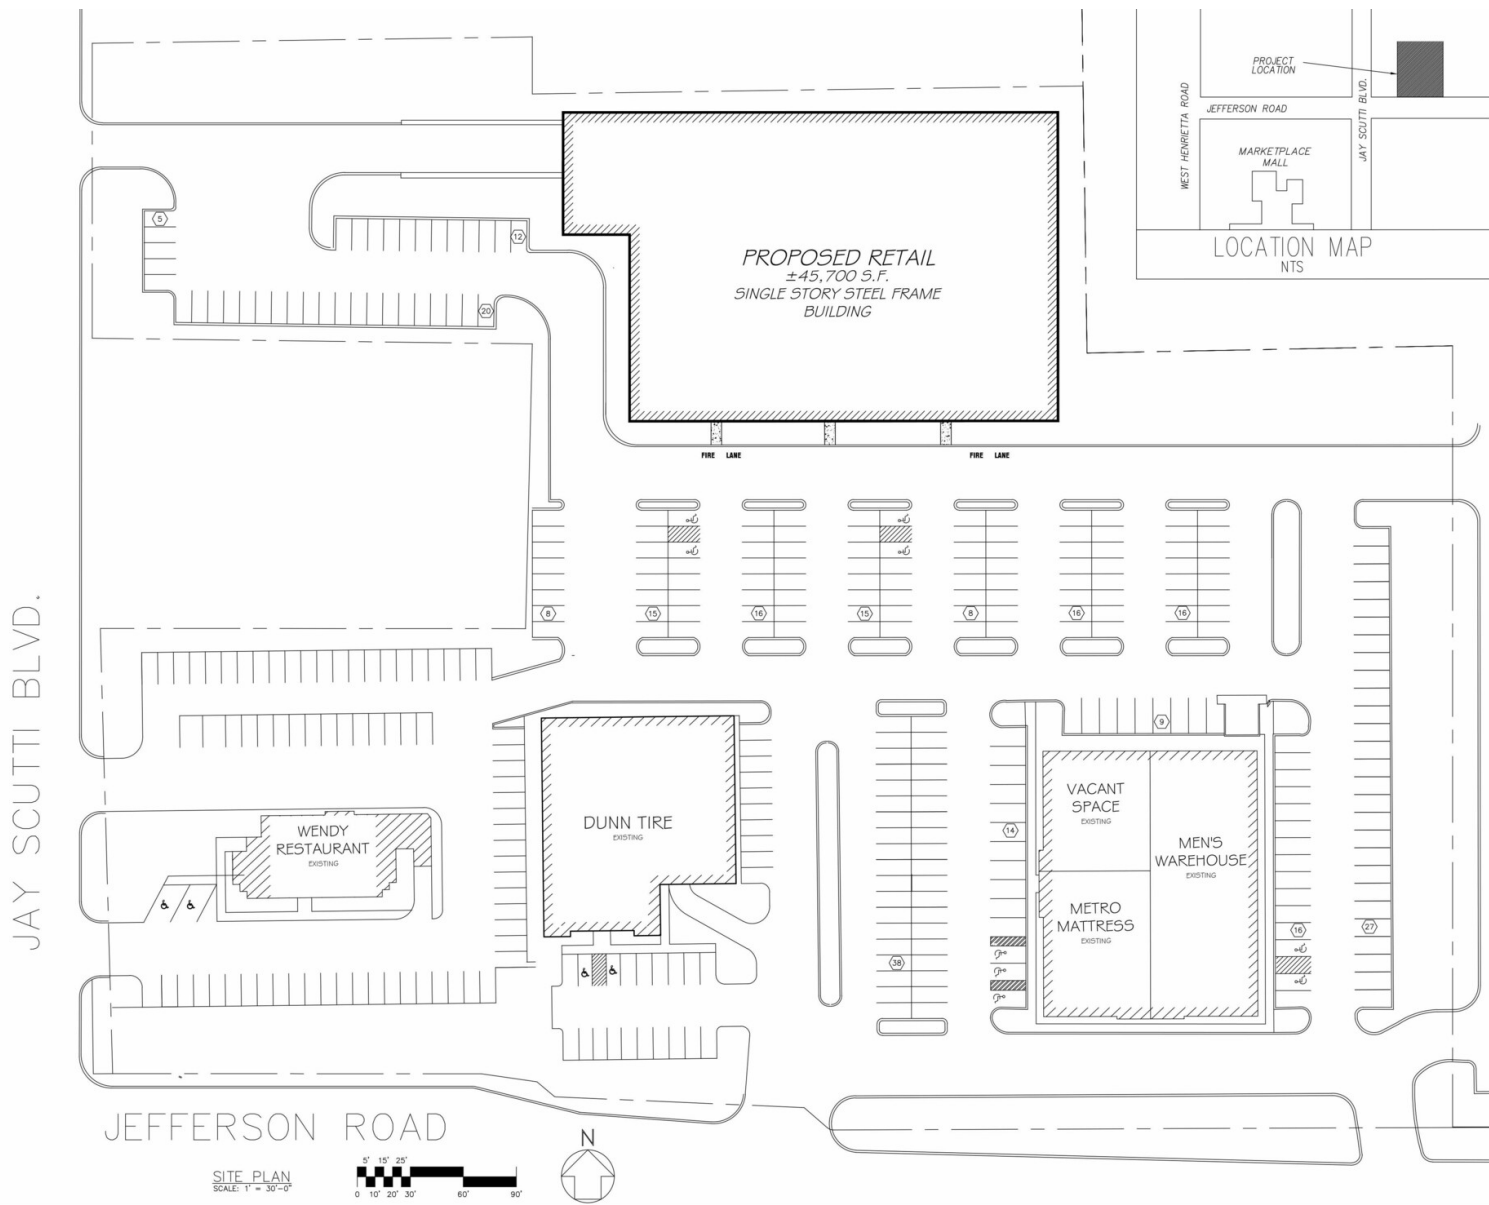 PROJECT
LOCATION
WEST HENRIETTA ROAD
JEFFERSON ROAD
JAY SCUTTI BLVD.
MARKETPLACE
MALL
LOCATION MAP
NTS
5
12
20
PROPOSED RETAIL
±45,700 S.F.
SINGLE STORY STEEL FRAME
BUILDING
FIRE LANE
FIRE LANE
8
15
16
15
8
16
16
JAY SCUTTI BLVD.
9
WENDY
RESTAURANT
EXISTING
DUNN TIRE
EXISTING
14
VACANT
SPACE
EXISTING
MEN'S
WAREHOUSE
EXISTING
METRO
MATTRESS
EXISTING
38
16
27
JEFFERSON ROAD
SITE PLAN
SCALE: 1' = 30'-0"
5' 15' 25'
0 10' 20' 30' 60' 90'
N